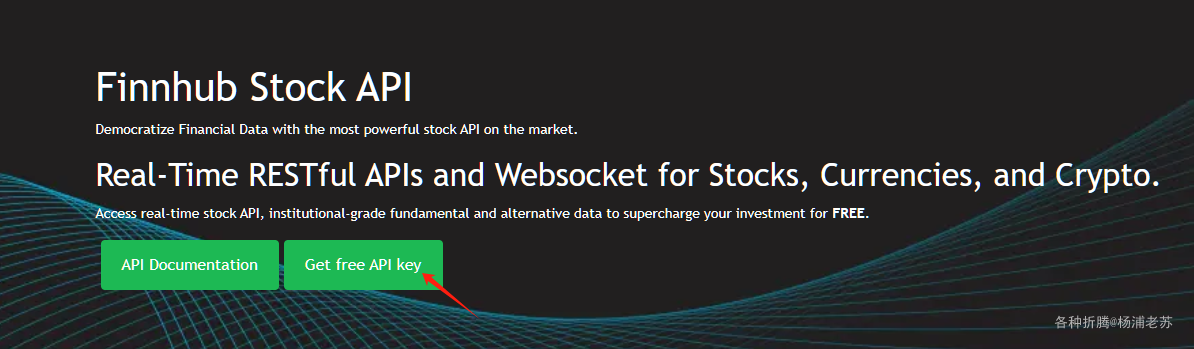 Finnhub Stock API
Democratize Financial Data with the most powerful stock API on the market.
Real-Time RESTful APIs and Websocket for Stocks, Currencies, and Crypto.
Access real-time stock API, institutional-grade fundamental and alternative data to supercharge your investment for FREE.
API Documentation
Get free API key
各种折腾@杨浦老苏